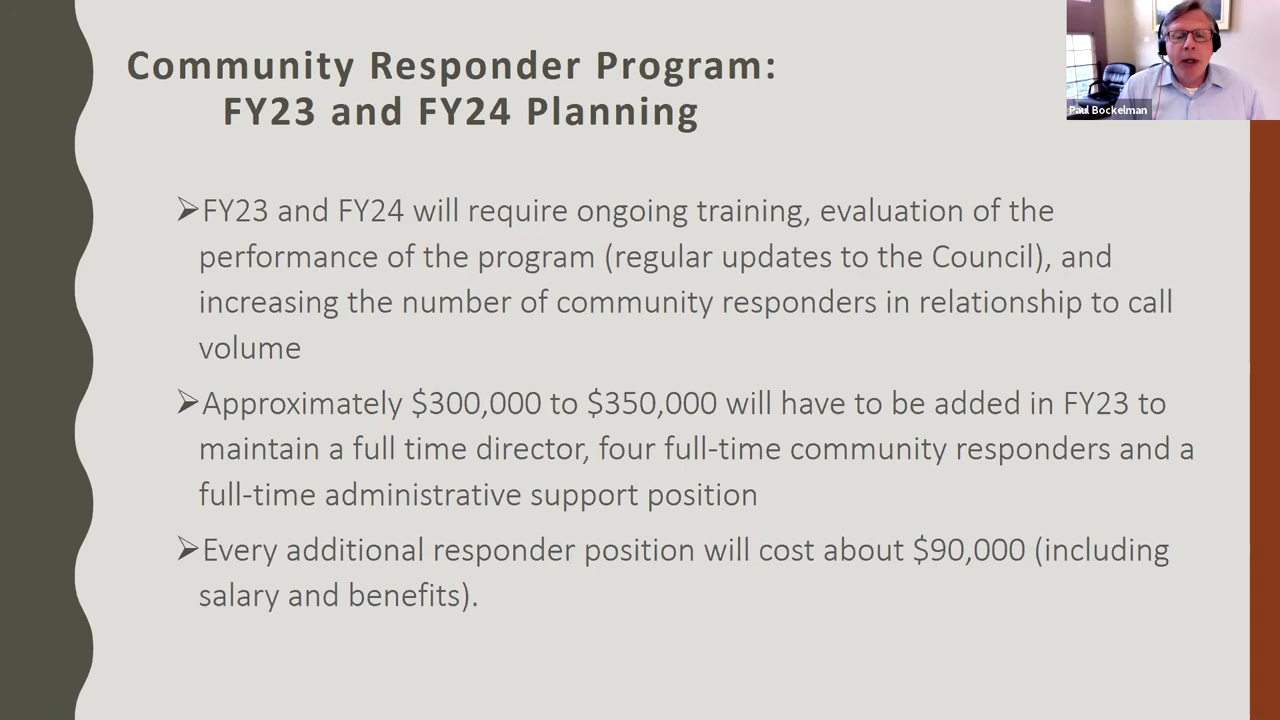 Community Responder Program:
FY23 and FY24 Planning
Paul Bockelman
➢FY23 and FY24 will require ongoing training, evaluation of the
performance of the program (regular updates to the Council), and
increasing the number of community responders in relationship to call
volume
➢Approximately $300,000 to $350,000 will have to be added in FY23 to
maintain a full time director, four full-time community responders and a
full-time administrative support position
➢Every additional responder position will cost about $90,000 (including
salary and benefits).